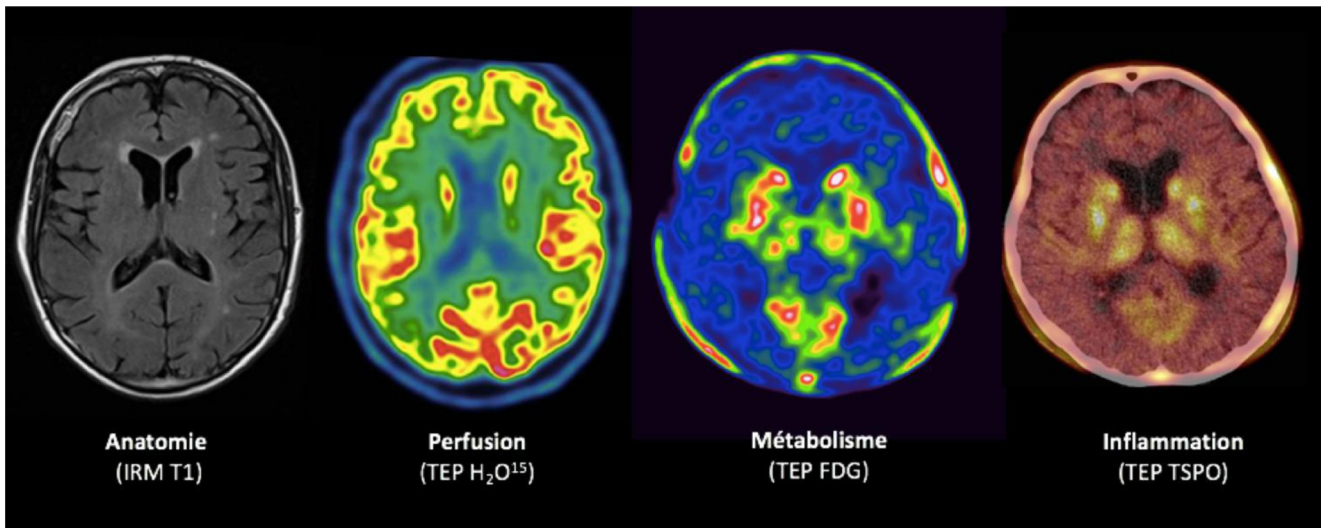 Anatomie
(IRM T1)
Perfusion
(TEP H₂O¹⁵)
Métabolisme
(TEP FDG)
Inflammation
(TEP TSPO)